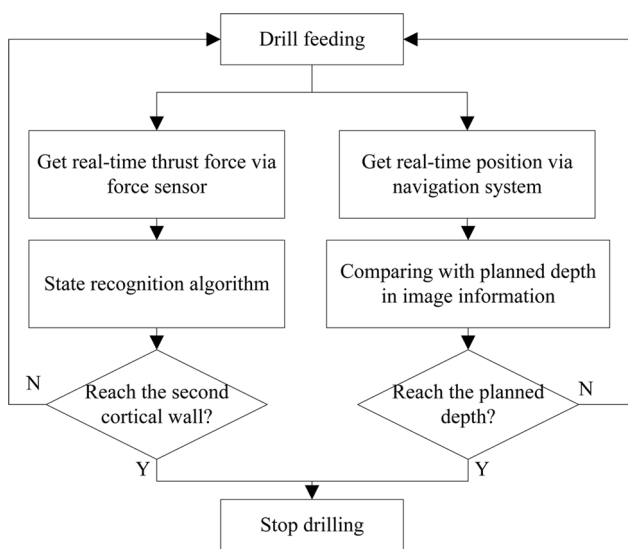 Drill feeding
Get real-time thrust force via
force sensor
Get real-time position via
navigation system
State recognition algorithm
Comparing with planned depth
in image information
N
Reach the second
cortical wall?
Reach the planned
depth?
N
Y
Y
Stop drilling